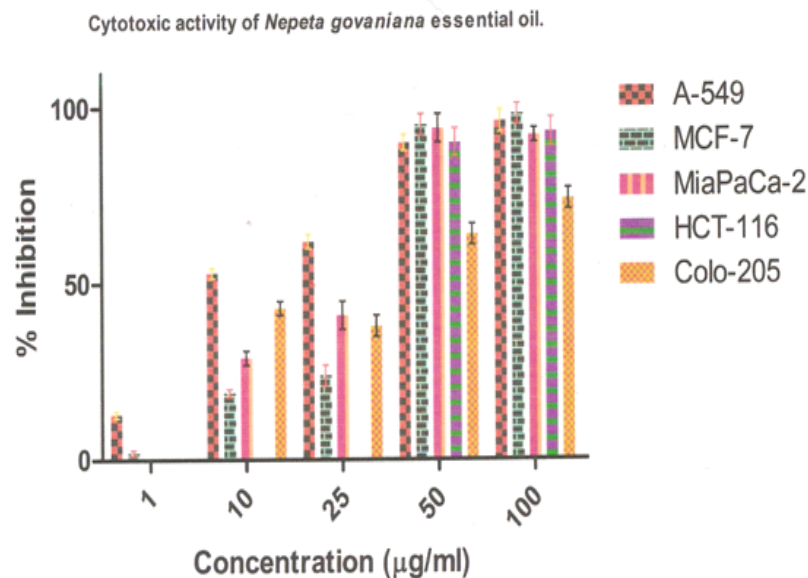 Cytotoxic activity of Nepeta govaniana essential oil.
100
50
0
% Inhibition
1
10
25
50
100
Concentration (µg/ml)
A-549
MCF-7
MiaPaCa-2
HCT-116
Colo-205